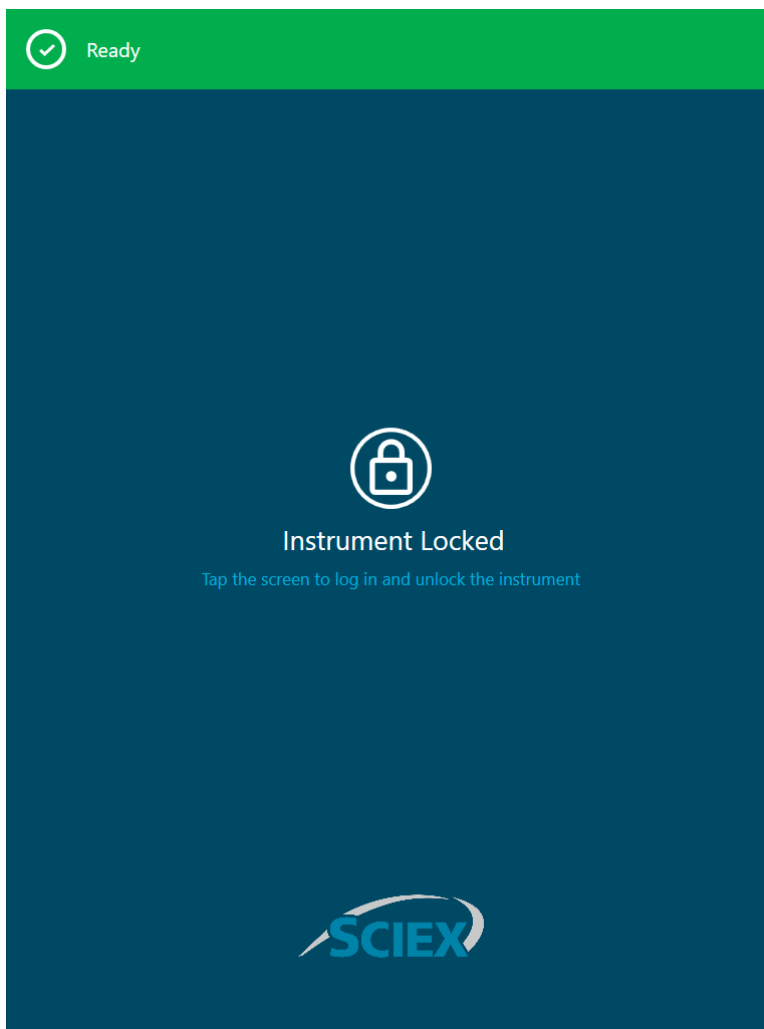 Ready
Instrument Locked
Tap the screen to log in and unlock the instrument
SCIEX